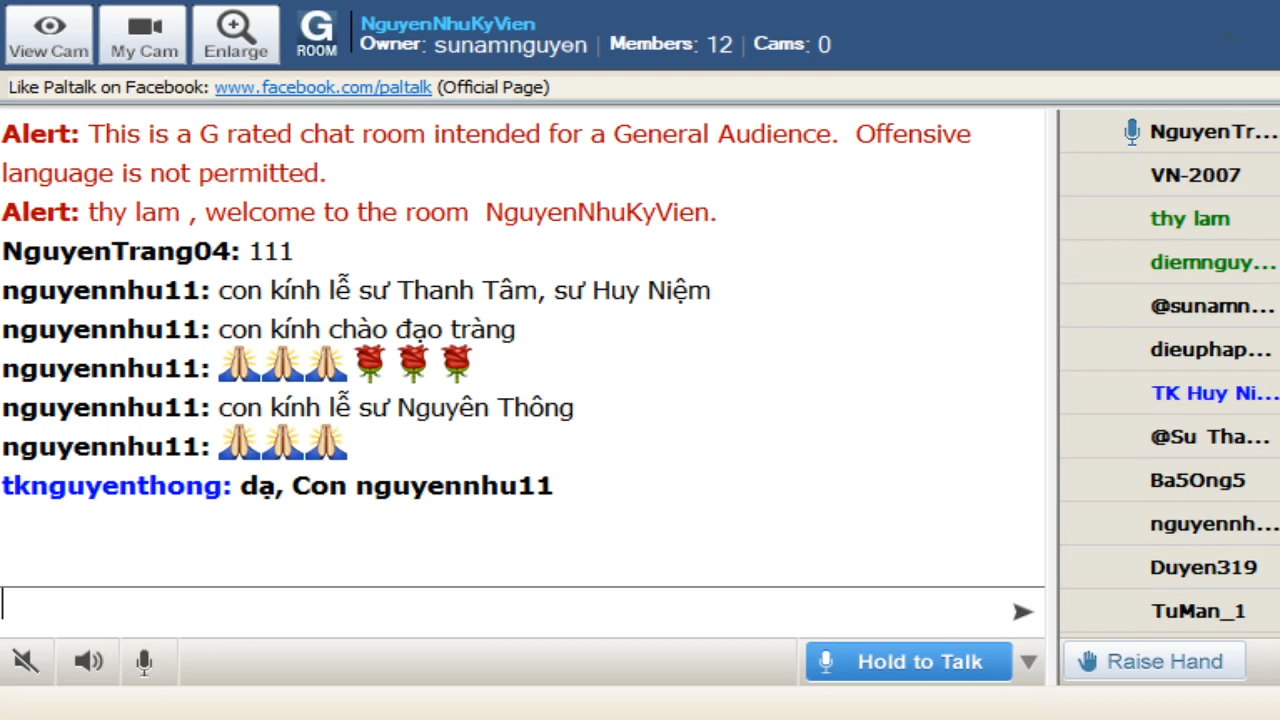 View Cam
My Cam
Enlarge
G
ROOM
NguyenNhuKyVien
Owner: sunamnguyen | Members: 12 | Cams: 0
Like Paltalk on Facebook: www.facebook.com/paltalk (Official Page)
Alert: This is a G rated chat room intended for a General Audience. Offensive
language is not permitted.
Alert: thy lam , welcome to the room NguyenNhuKyVien.
NguyenTrang04: 111
nguyennhu11: con kính lễ sư Thanh Tâm, sư Huy Niệm
nguyennhu11: con kính chào đạo tràng
nguyennhu11: 🙏🙏🙏🌹🌹🌹
nguyennhu11: con kính lễ sư Nguyên Thông
nguyennhu11: 🙏🙏🙏
tknguyenthong: dạ, Con nguyennhu11
Hold to Talk
NguyenTr...
VN-2007
thy lam
diemnguy...
@sunamn...
dieuphap...
TK Huy Ni...
@Su Tha...
Ba5Ong5
nguyennh...
Duyen319
TuMan_1
Raise Hand